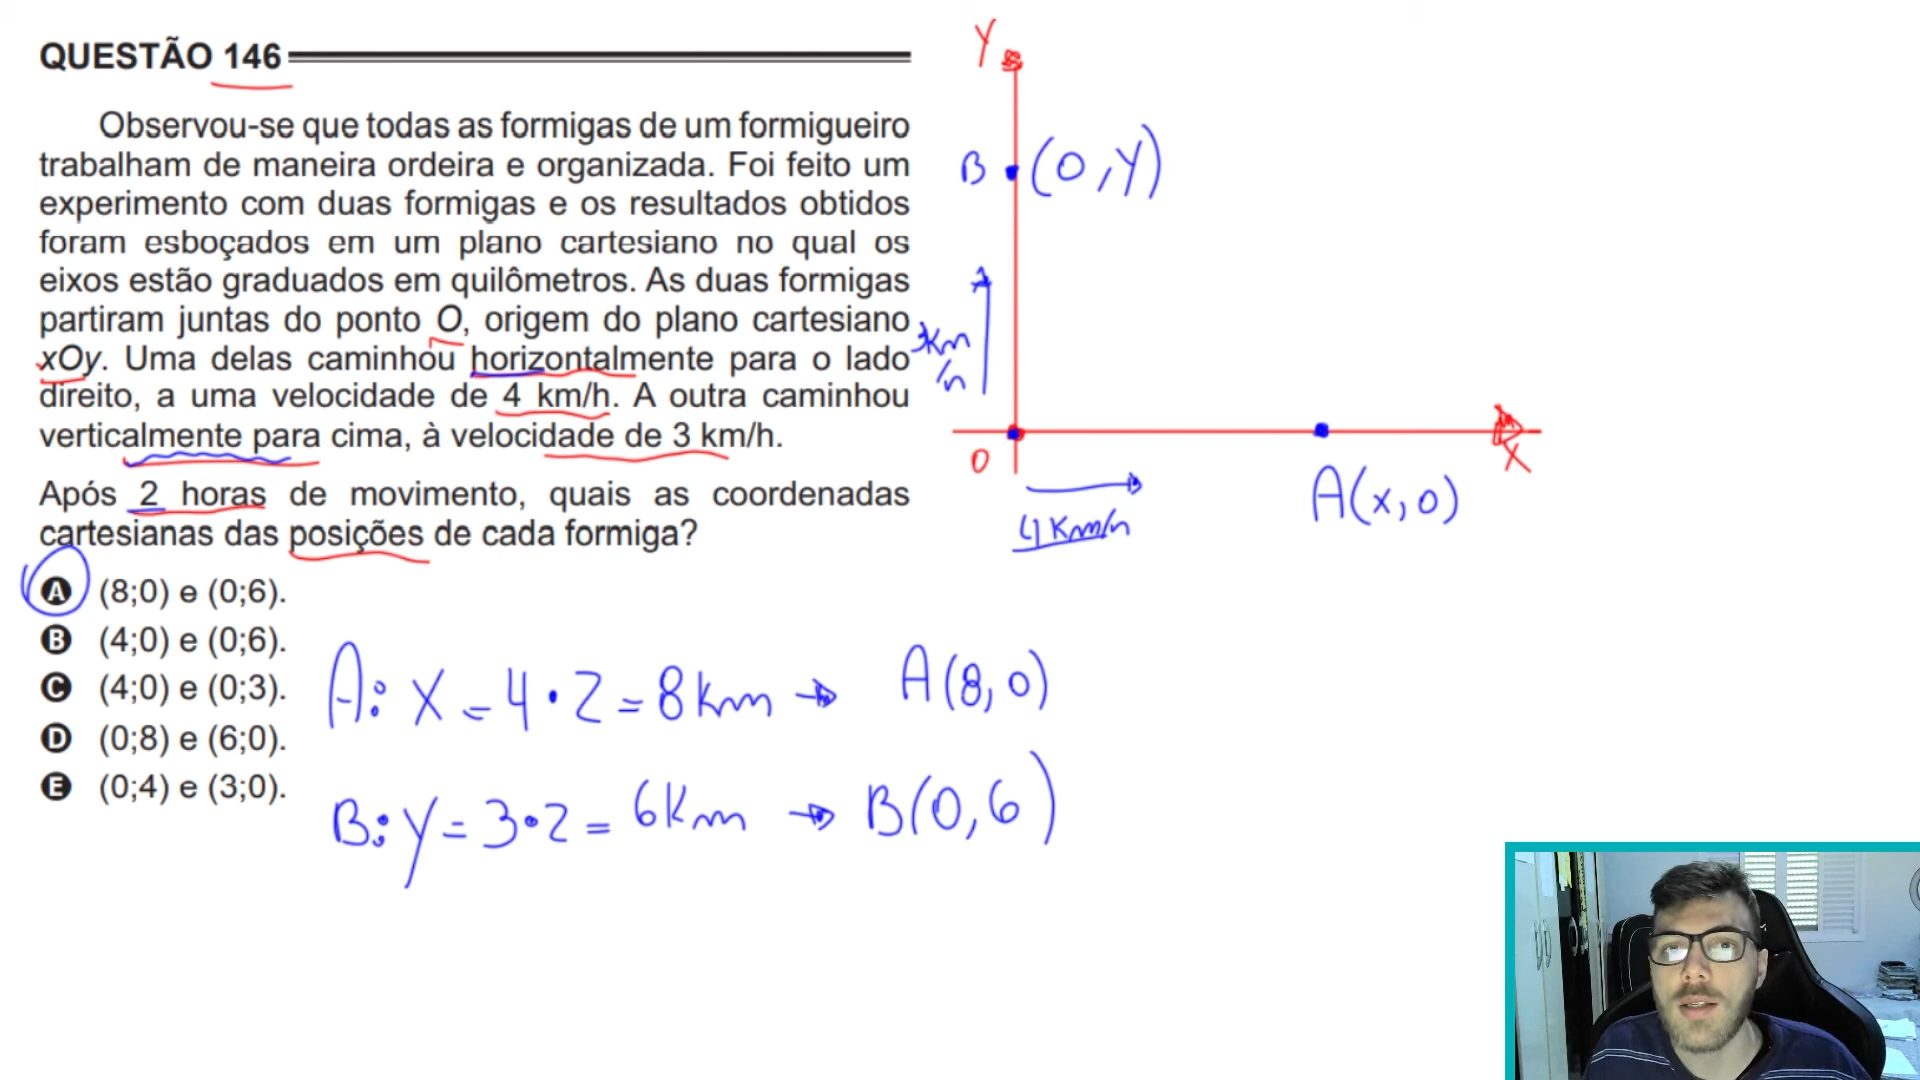 QUESTÃO 146
Observou-se que todas as formigas de um formigueiro
trabalham de maneira ordeira e organizada. Foi feito um
experimento com duas formigas e os resultados obtidos
foram esboçados em um plano cartesiano no qual os
eixos estão graduados em quilômetros. As duas formigas
partiram juntas do ponto O, origem do plano cartesiano
xOy. Uma delas caminhou horizontalmente para o lado
direito, a uma velocidade de 4 km/h. A outra caminhou
verticalmente para cima, à velocidade de 3 km/h.
Após 2 horas de movimento, quais as coordenadas
cartesianas das posições de cada formiga?
A (8;0) e (0;6).
B (4;0) e (0;6).
C (4;0) e (0;3).
D (0;8) e (6;0).
E (0;4) e (3;0).
Y
B (0,Y)
3km
/h
0
X
4km/h
A(x,0)
A: X = 4 · 2 = 8km → A(8,0)
B: Y = 3·2 = 6km → B(0,6)